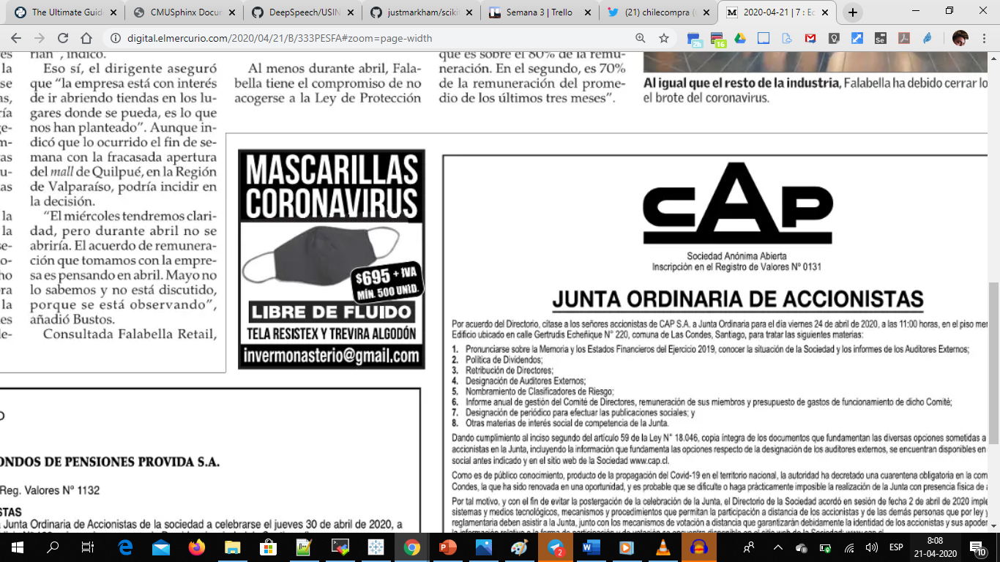 The Ultimate Guid
CMUSphinx Docum
DeepSpeech/USIN
justmarkham/sciki
Semana 3 | Trello
(21) chilecompra (
2020-04-21 | 7 : Ec
digital.elmercurio.com/2020/04/21/B/333PESFA#zoom=page-width
2h
16
Se
es
la
se
as,
ría
ge-
m-
vas
u-
as
la
la
se-
o-
ho
ra
la
es
le-
rían", indicó.
Eso sí, el dirigente aseguró
que "la empresa está con interés
de ir abriendo tiendas en los lu-
gares donde se pueda, es lo que
nos han planteado". Aunque in-
dicó que lo ocurrido el fin de se-
mana con la fracasada apertura
del mall de Quilpué, en la Región
de Valparaíso, podría incidir en
la decisión.
"El miércoles tendremos clari-
dad, pero durante abril no se
abriría. El acuerdo de remunera-
ción que tomamos con la empre-
sa es pensando en abril. Mayo no
lo sabemos y no está discutido,
porque se está observando",
añadió Bustos.
Consultada Falabella Retail,
Al menos durante abril, Fala-
bella tiene el compromiso de no
acogerse a la Ley de Protección
que es sobre el 80% de la remu-
neración. En el segundo, es 70%
de la remuneración del prome-
dio de los últimos tres meses".
Al igual que el resto de la industria, Falabella ha debido cerrar lo
el brote del coronavirus.
MASCARILLAS
CORONAVIRUS
$695 + IVA
MÍN. 500 UNID.
LIBRE DE FLUIDO
TELA RESISTEX Y TREVIRA ALGODÓN
invermonasterio@gmail.com
CAP
Sociedad Anónima Abierta
Inscripción en el Registro de Valores Nº 0131
JUNTA ORDINARIA DE ACCIONISTAS
Por acuerdo del Directorio, cítase a los señores accionistas de CAP S.A. a Junta Ordinaria para el día viernes 24 de abril de 2020, a las 11:00 horas, en el piso me
Edificio ubicado en calle Gertrudis Echeñique N° 220, comuna de Las Condes, Santiago, para tratar las siguientes materias:
1. Pronunciarse sobre la Memoria y los Estados Financieros del Ejercicio 2019, conocer la situación de la Sociedad y los informes de los Auditores Externos;
2. Política de Dividendos;
3. Retribución de Directores;
4. Designación de Auditores Externos;
5. Nombramiento de Clasificadores de Riesgo;
6. Informe anual de gestión del Comité de Directores, remuneración de sus miembros y presupuesto de gastos de funcionamiento de dicho Comité;
7. Designación de periódico para efectuar las publicaciones sociales; y
8. Otras materias de interés social de competencia de la Junta.
Dando cumplimiento al inciso segundo del artículo 59 de la Ley N° 18.046, copia íntegra de los documentos que fundamentan las diversas opciones sometidas a
accionistas en la Junta, incluyendo la información que fundamenta las opciones respecto de la designación de los auditores externos, se encuentran disponibles en
social antes indicado y en el sitio web de la Sociedad www.cap.cl.
Como es de público conocimiento, producto de la propagación del Covid-19 en el territorio nacional, la autoridad ha decretado una cuarentena obligatoria en la com
Condes, la que ha sido renovada en una oportunidad, y es probable que se dificulte o haga prácticamente imposible la realización de la Junta con presencia física de
Por tal motivo, y con el fin de evitar la postergación de la celebración de la Junta, el Directorio de la Sociedad acordó en sesión de fecha 2 de abril de 2020 imple
sistemas y medios tecnológicos, mecanismos y procedimientos que permitan la participación a distancia de los accionistas y de las demás personas que por ley y
reglamentaria deben asistir a la Junta, junto con los mecanismos de votación a distancia que garantizarán debidamente la identidad de los accionistas y sus apode
O
ONDOS DE PENSIONES PROVIDA S.A.
Reg. Valores Nº 1132
STAS
Junta Ordinaria de Accionistas de la sociedad a celebrarse el jueves 30 de abril de 2020, a
2
ESP
8:08
21-04-2020
10